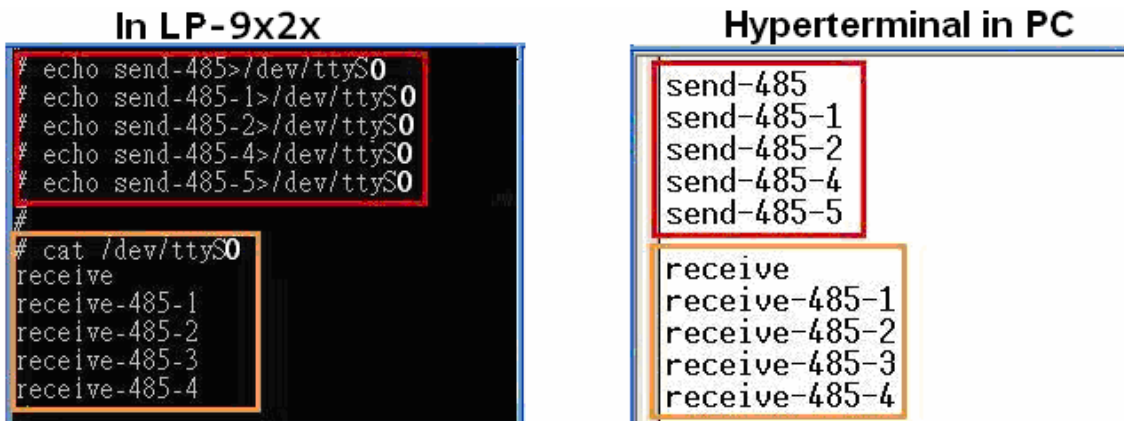 In LP-9x2x
# echo send-485>/dev/ttyS0
# echo send-485-1>/dev/ttyS0
# echo send-485-2>/dev/ttyS0
# echo send-485-4>/dev/ttyS0
# echo send-485-5>/dev/ttyS0
#
# cat /dev/ttyS0
receive
receive-485-1
receive-485-2
receive-485-3
receive-485-4
Hyperterminal in PC
send-485
send-485-1
send-485-2
send-485-4
send-485-5
receive
receive-485-1
receive-485-2
receive-485-3
receive-485-4